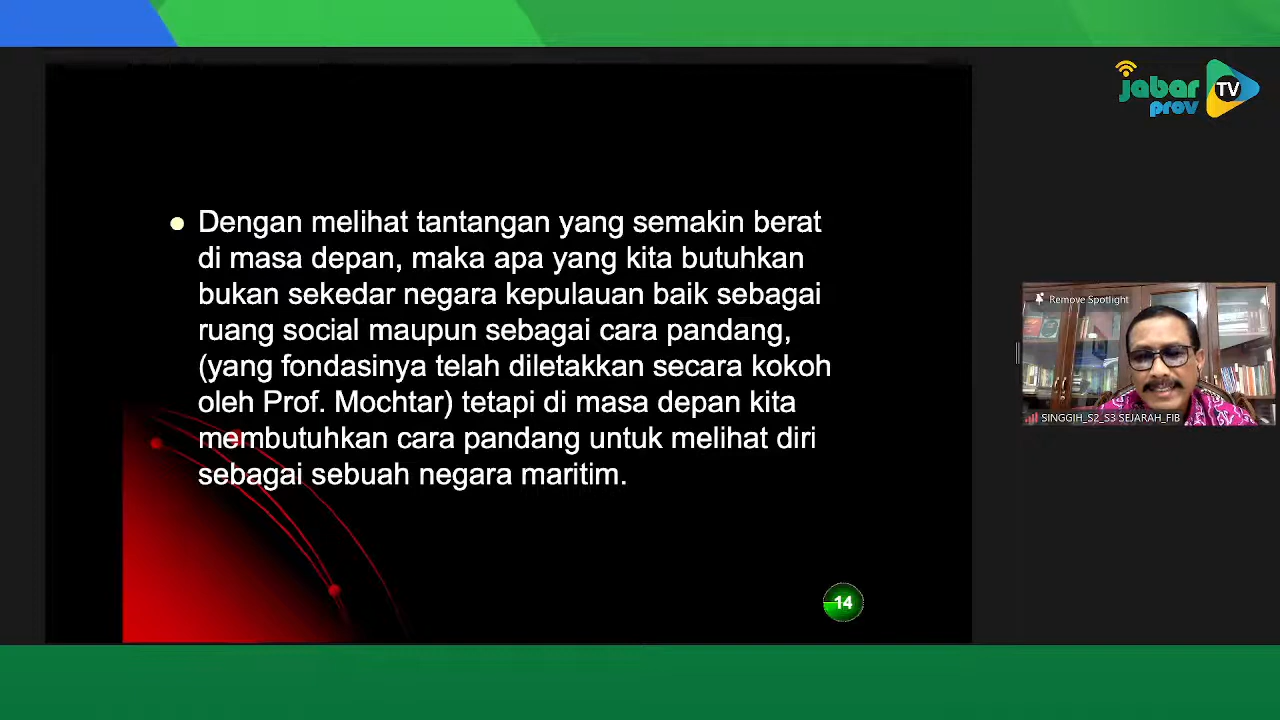 jabar
prov
TV
Dengan melihat tantangan yang semakin berat
di masa depan, maka apa yang kita butuhkan
bukan sekedar negara kepulauan baik sebagai
ruang social maupun sebagai cara pandang,
(yang fondasinya telah diletakkan secara kokoh
oleh Prof. Mochtar) tetapi di masa depan kita
membutuhkan cara pandang untuk melihat diri
sebagai sebuah negara maritim.
14
Remove Spotlight
SINGGIH_S2_S3 SEJARAH_FIB